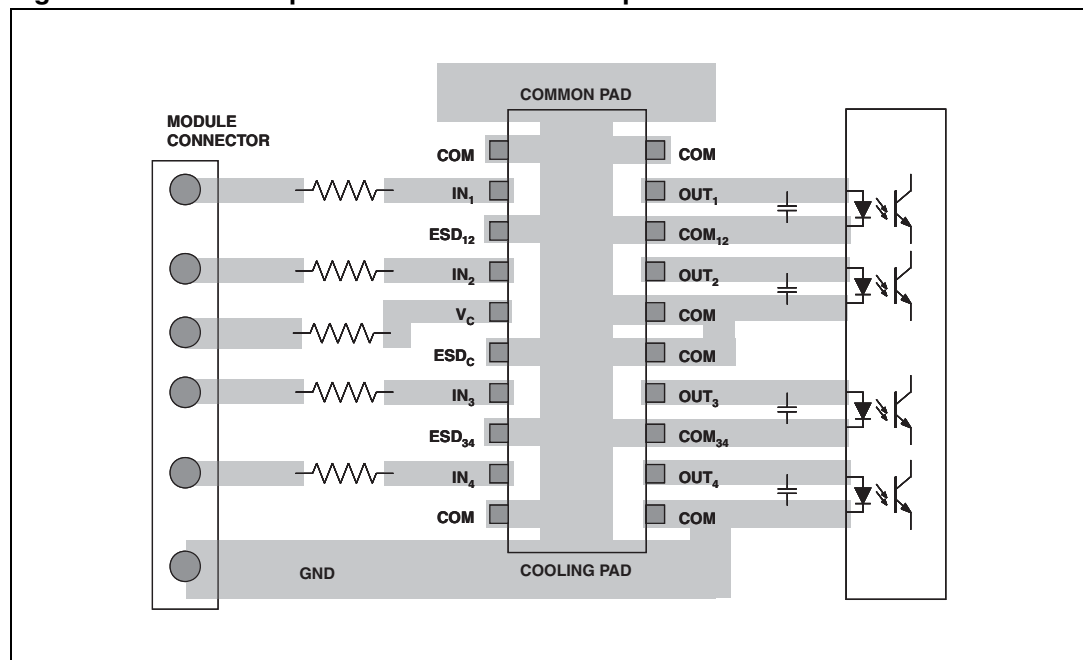 COMMON PAD
MODULE
CONNECTOR
COM
COM
IN1
OUT1
ESD12
COM12
IN2
OUT2
VC
COM
ESDC
COM
IN3
OUT3
ESD34
COM34
IN4
OUT4
COM
COM
GND
COOLING PAD